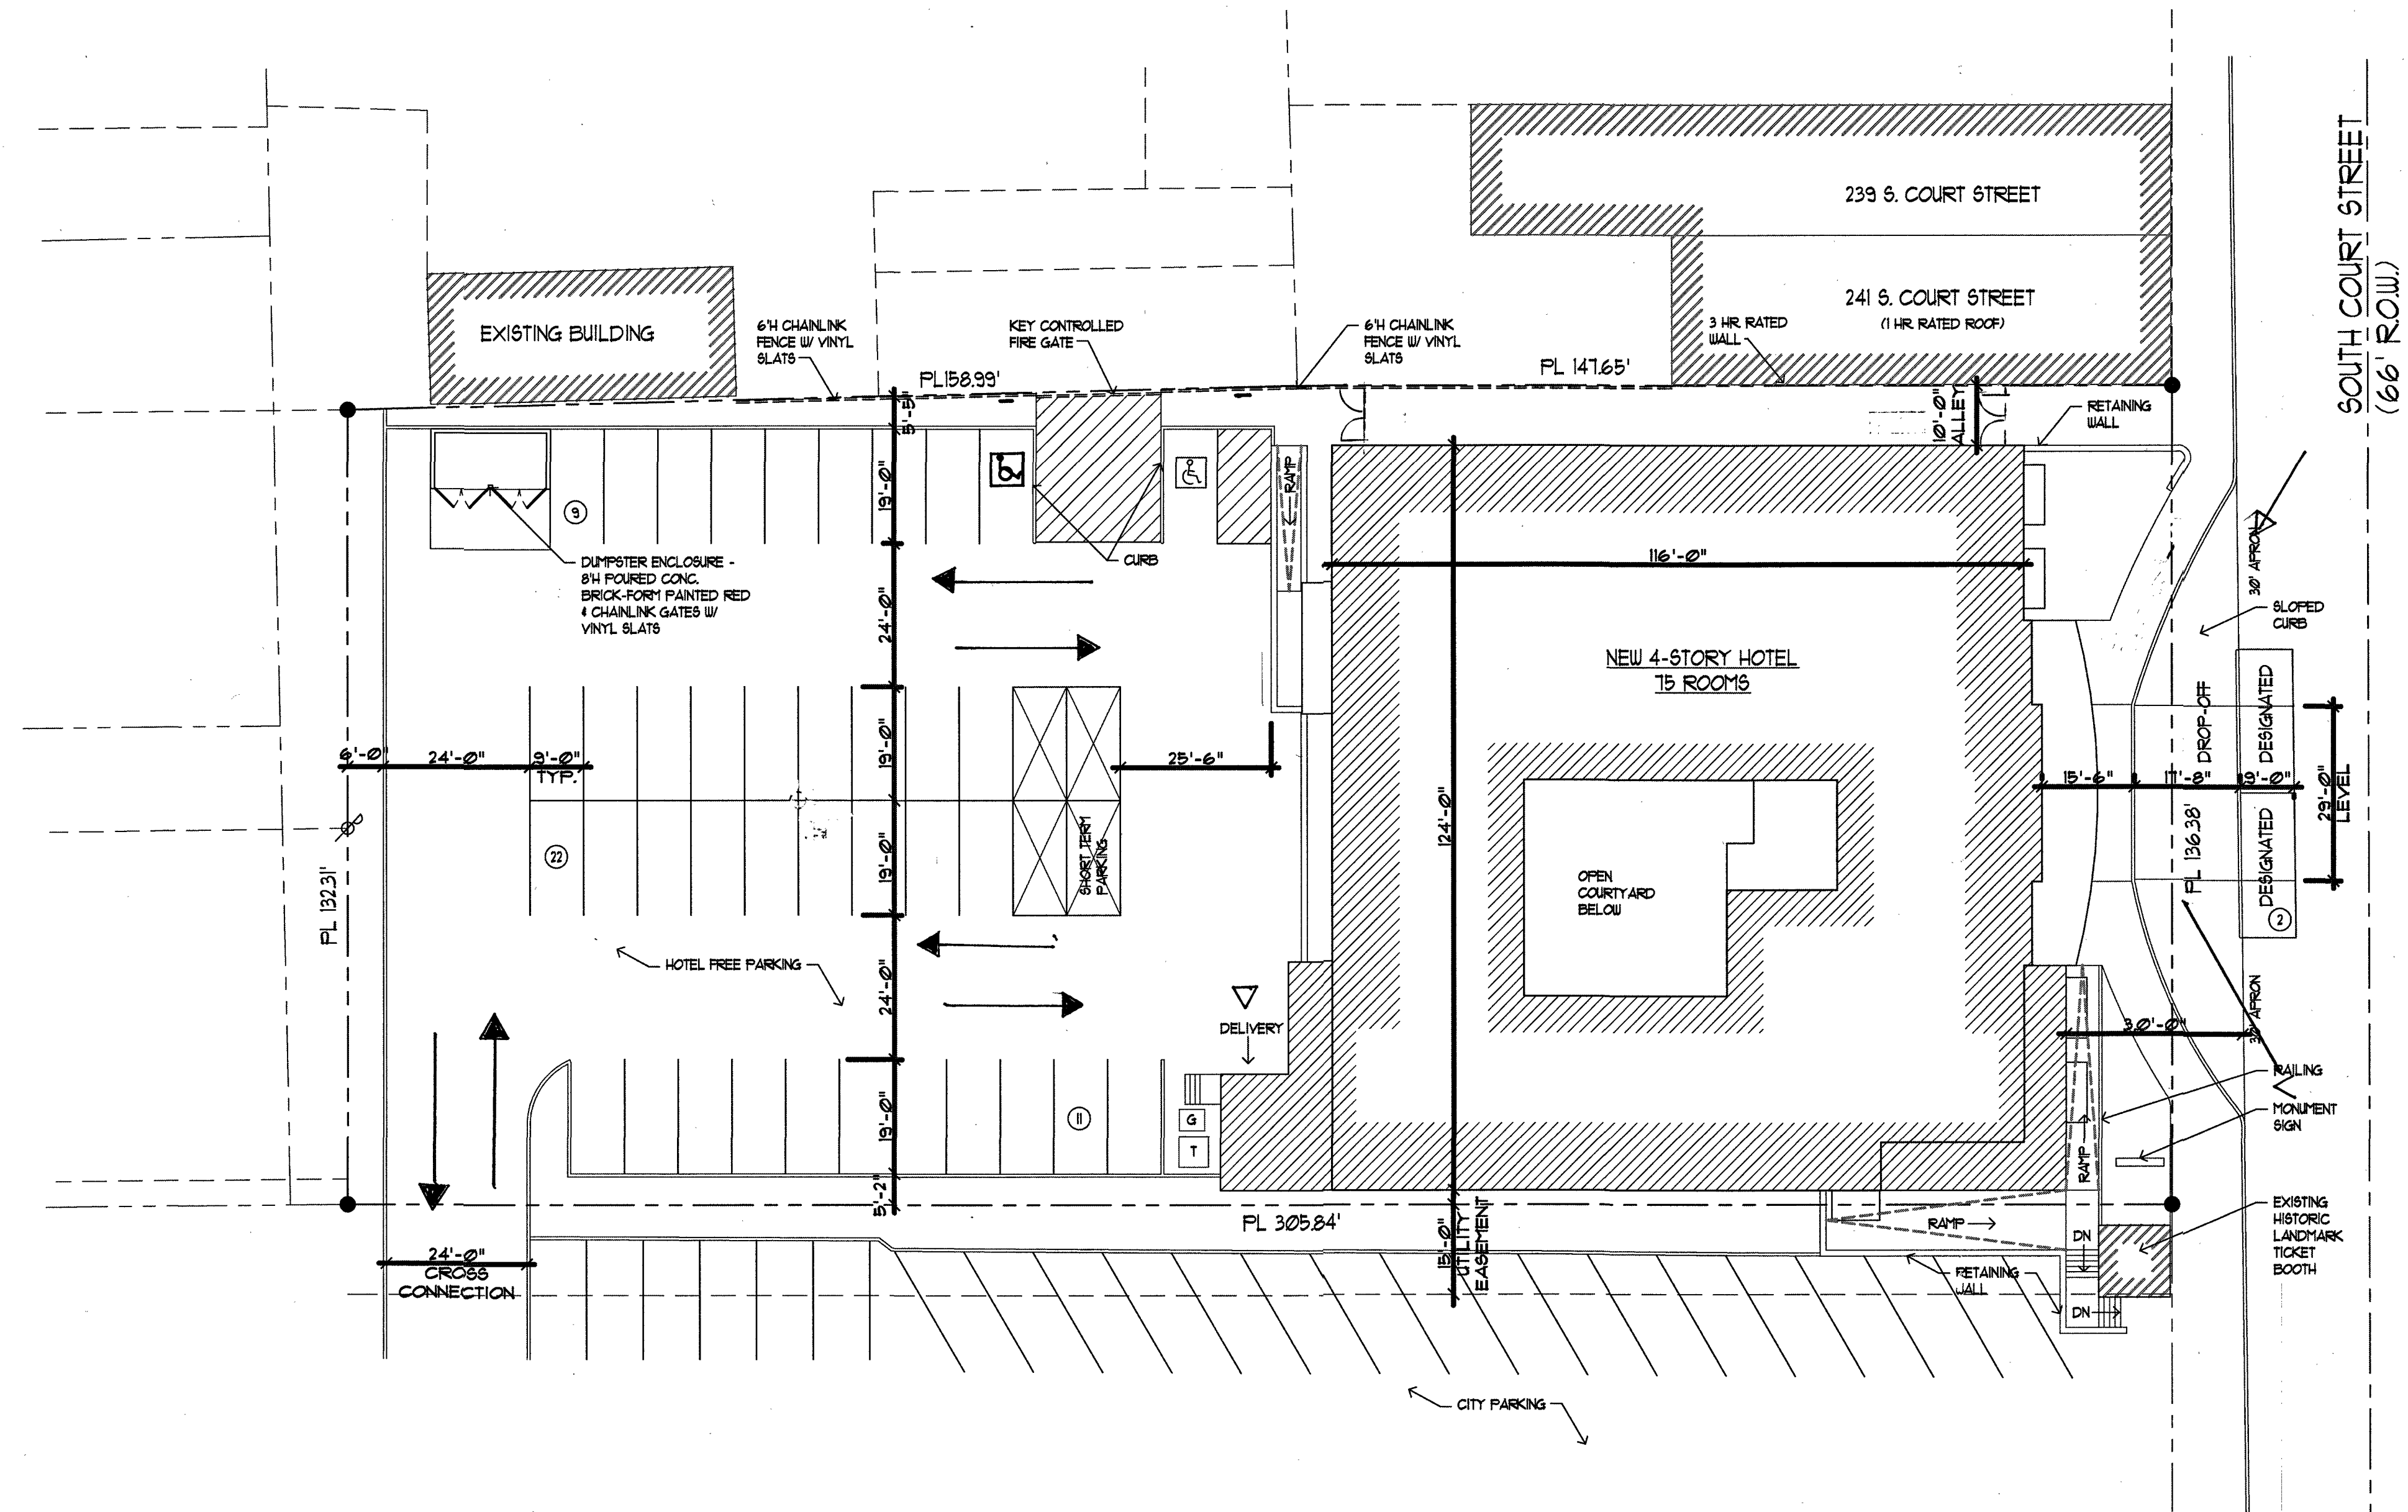 239 S. COURT STREET
241 S. COURT STREET
(1 HR. RATED ROOF)
SOUTH COURT STREET
(66' R.O.W.)
EXISTING BUILDING
6'H CHAINLINK
FENCE W/ VINYL
SLATS
KEY CONTROLLED
FIRE GATE
6'H CHAINLINK
FENCE W/ VINYL
SLATS
3 HR. RATED
WALL
PL 158.99'
PL 147.65'
5'-5"
10'-0"
ALLEY
RETAINING
WALL
9
19'-0"
RAMP
CURB
DUMPSTER ENCLOSURE -
8'H POURED CONC.
BRICK-FORM PAINTED RED
& CHAINLINK GATES W/
VINYL SLATS
116'-0"
30' APRON
SLOPED
CURB
24'-0"
NEW 4-STORY HOTEL
75 ROOMS
DROP-OFF
DESIGNATED
6'-0"
24'-0"
9'-0"
TYP.
19'-0"
25'-6"
15'-6"
17'-8"
9'-0"
29'-0"
LEVEL
124'-0"
PL 132.31'
22
19'-0"
SHORT TERM
PARKING
OPEN
COURTYARD
BELOW
PL 136.38'
DESIGNATED
2
HOTEL FREE PARKING
24'-0"
DELIVERY
30'-0"
30' APRON
RAILING
11
19'-0"
G
T
RAMP
MONUMENT
SIGN
5'-2"
PL 305.84'
15'-0"
UTILITY
EASEMENT
RAMP
DN
EXISTING
HISTORIC
LANDMARK
TICKET
BOOTH
24'-0"
CROSS
CONNECTION
RETAINING
WALL
DN
CITY PARKING